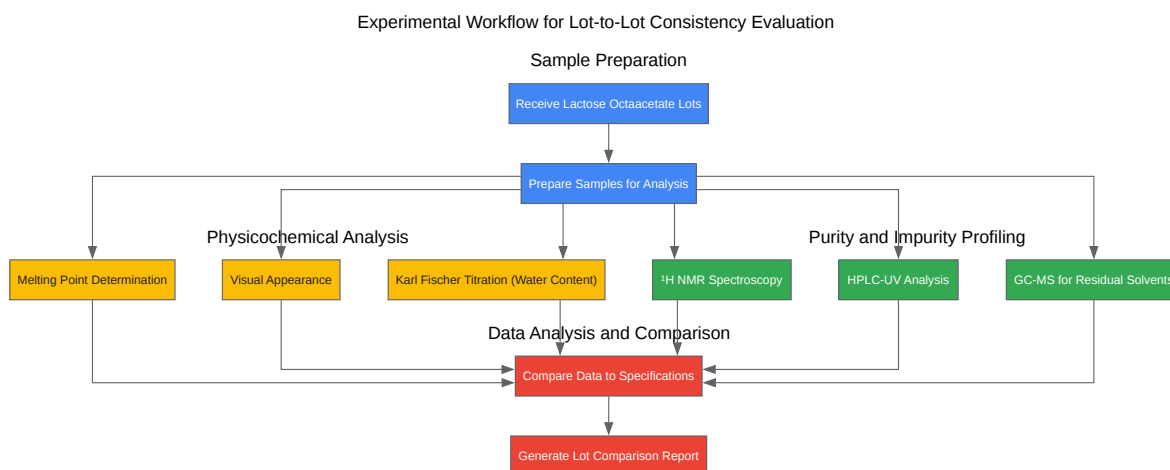 Experimental Workflow for Lot-to-Lot Consistency Evaluation
Sample Preparation
Receive Lactose Octaacetate Lots
Prepare Samples for Analysis
Physicochemical Analysis
Purity and Impurity Profiling
Melting Point Determination
Visual Appearance
Karl Fischer Titration (Water Content)
¹H NMR Spectroscopy
HPLC-UV Analysis
GC-MS for Residual Solvents
Data Analysis and Comparison
Compare Data to Specifications
Generate Lot Comparison Report